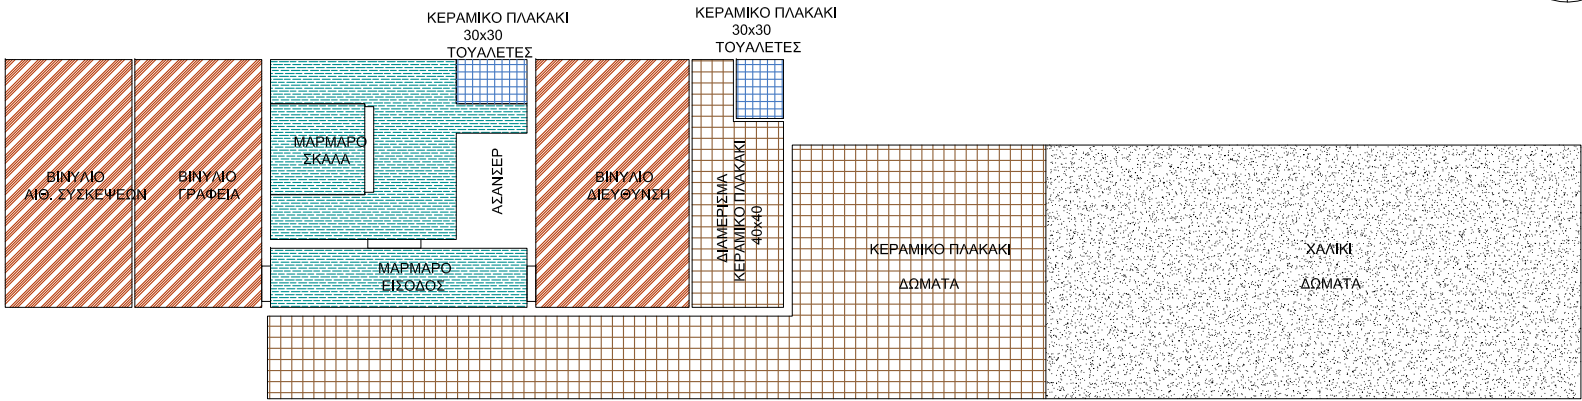 ΚΕΡΑΜΙΚΟ ΠΛΑΚΑΚΙ
30x30
ΤΟΥΑΛΕΤΕΣ
ΚΕΡΑΜΙΚΟ ΠΛΑΚΑΚΙ
30x30
ΤΟΥΑΛΕΤΕΣ
ΒΙΝΥΛΙΟ
ΑΙΘ. ΣΥΣΚΕΨΕΩΝ
ΒΙΝΥΛΙΟ
ΓΡΑΦΕΙΑ
ΜΑΡΜΑΡΟ
ΣΚΑΛΑ
ΜΑΡΜΑΡΟ
ΕΙΣΟΔΟΣ
ΑΣΑΝΣΕΡ
ΒΙΝΥΛΙΟ
ΔΙΕΥΘΥΝΣΗ
ΔΙΑΜΕΡΙΣΜΑ
ΚΕΡΑΜΙΚΟ ΠΛΑΚΑΚΙ
40x40
ΚΕΡΑΜΙΚΟ ΠΛΑΚΑΚΙ
ΔΩΜΑΤΑ
ΧΑΛΙΚΙ
ΔΩΜΑΤΑ